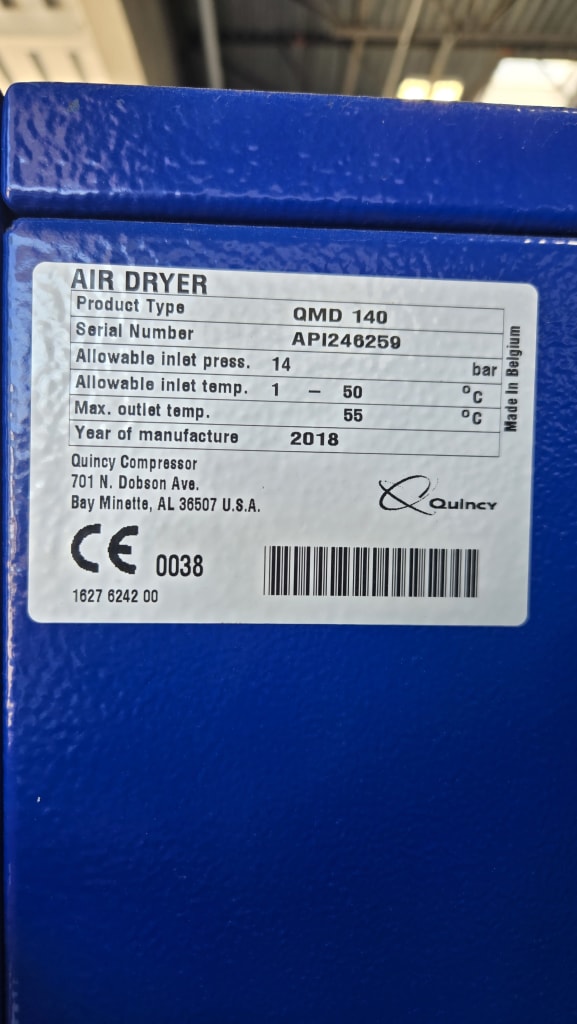 AIR DRYER
Product Type QMD 140
Serial Number API246259
Allowable inlet press. 14 bar
Allowable inlet temp. 1 – 50 °C
Max. outlet temp. 55 °C
Year of manufacture 2018
Made In Belgium
Quincy Compressor
701 N. Dobson Ave.
Bay Minette, AL 36507 U.S.A.
Quincy
CE 0038
1627 6242 00